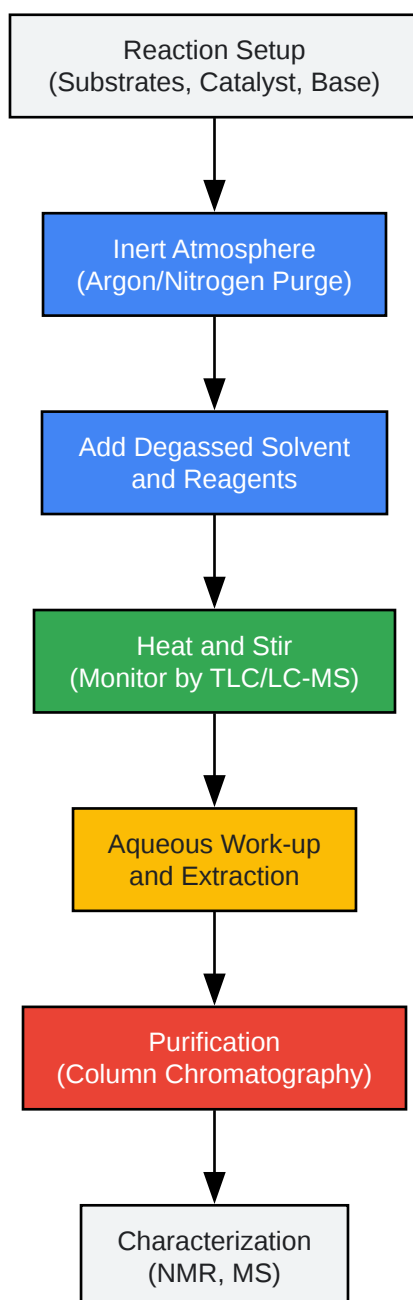 Reaction Setup
(Substrates, Catalyst, Base)
Inert Atmosphere
(Argon/Nitrogen Purge)
Add Degassed Solvent
and Reagents
Heat and Stir
(Monitor by TLC/LC-MS)
Aqueous Work-up
and Extraction
Purification
(Column Chromatography)
Characterization
(NMR, MS)